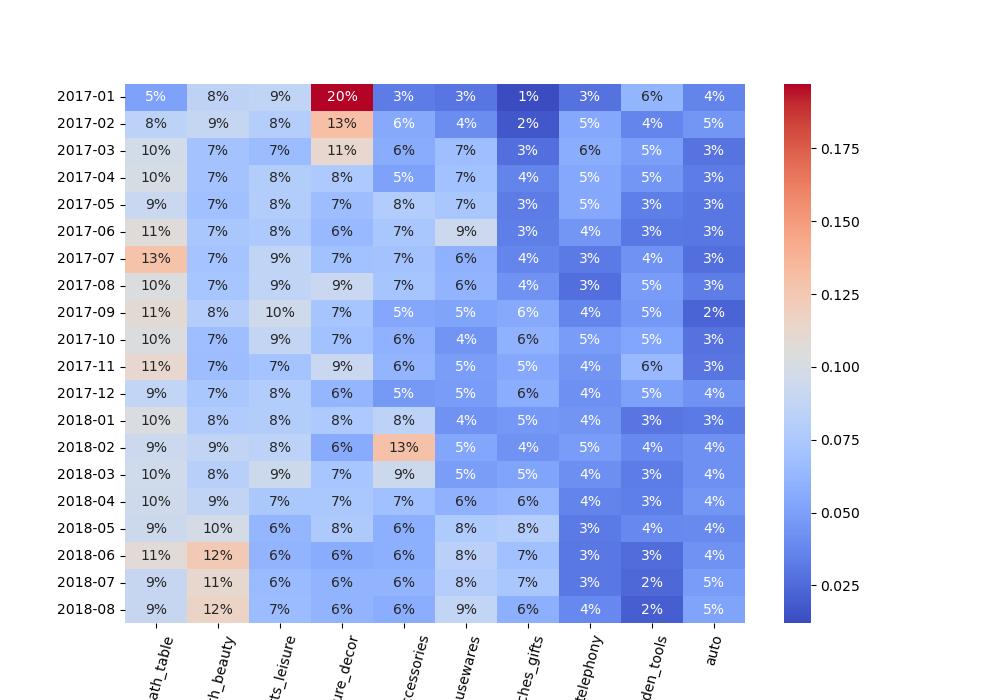 2017-01 5% 8% 9% 20% 3% 3% 1% 3% 6% 4%
2017-02 8% 9% 8% 13% 6% 4% 2% 5% 4% 5%
2017-03 10% 7% 7% 11% 6% 7% 3% 6% 5% 3%
2017-04 10% 7% 8% 8% 5% 7% 4% 5% 5% 3%
2017-05 9% 7% 8% 7% 8% 7% 3% 5% 3% 3%
2017-06 11% 7% 8% 6% 7% 9% 3% 4% 3% 3%
2017-07 13% 7% 9% 7% 7% 6% 4% 3% 4% 3%
2017-08 10% 7% 9% 9% 7% 6% 4% 3% 5% 3%
2017-09 11% 8% 10% 7% 5% 5% 6% 4% 5% 2%
2017-10 10% 7% 9% 7% 6% 4% 6% 5% 5% 3%
2017-11 11% 7% 7% 9% 6% 5% 5% 4% 6% 3%
2017-12 9% 7% 8% 6% 5% 5% 6% 4% 5% 4%
2018-01 10% 8% 8% 8% 8% 4% 5% 4% 3% 3%
2018-02 9% 9% 8% 6% 13% 5% 4% 5% 4% 4%
2018-03 10% 8% 9% 7% 9% 5% 5% 4% 3% 4%
2018-04 10% 9% 7% 7% 7% 6% 6% 4% 3% 4%
2018-05 9% 10% 6% 8% 6% 8% 8% 3% 4% 4%
2018-06 11% 12% 6% 6% 6% 8% 7% 3% 3% 4%
2018-07 9% 11% 6% 6% 6% 8% 7% 3% 2% 5%
2018-08 9% 12% 7% 6% 6% 9% 6% 4% 2% 5%
ath_table
h_beauty
ts_leisure
ure_decor
ccessories
usewares
ches_gifts
telephony
den_tools
auto
0.175
0.150
0.125
0.100
0.075
0.050
0.025